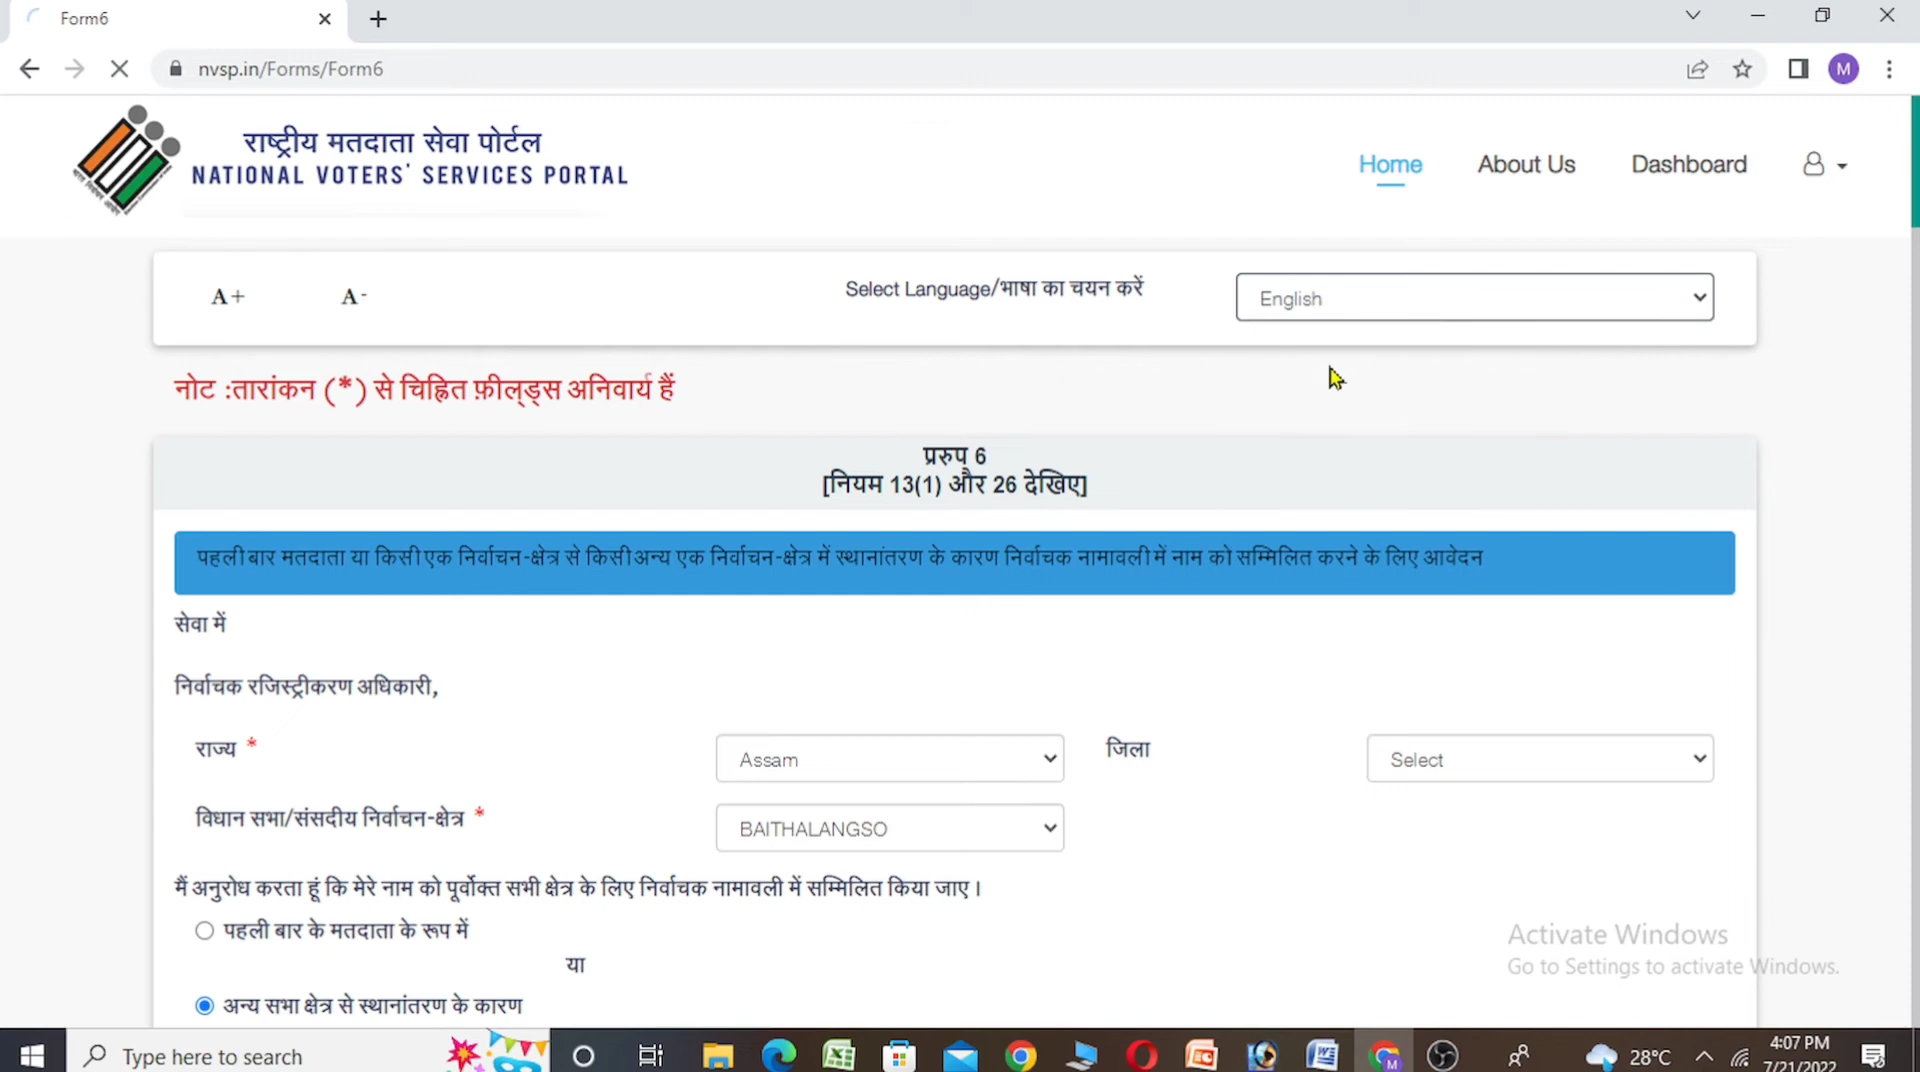 Form6
nvsp.in/Forms/Form6
M
राष्ट्रीय मतदाता सेवा पोर्टल
NATIONAL VOTERS' SERVICES PORTAL
Home About Us Dashboard
A+ A- Select Language/भाषा का चयन करें English
नोट :तारांकन (*) से चिह्नित फ़ील्ड्स अनिवार्य हैं
प्ररुप 6
[नियम 13(1) और 26 देखिए]
पहली बार मतदाता या किसी एक निर्वाचन-क्षेत्र से किसी अन्य एक निर्वाचन-क्षेत्र में स्थानांतरण के कारण निर्वाचक नामावली में नाम को सम्मिलित करने के लिए आवेदन
सेवा में
निर्वाचक रजिस्ट्रीकरण अधिकारी,
राज्य * Assam जिला Select
विधान सभा/संसदीय निर्वाचन-क्षेत्र * BAITHALANGSO
मैं अनुरोध करता हूं कि मेरे नाम को पूर्वोक्त सभी क्षेत्र के लिए निर्वाचक नामावली में सम्मिलित किया जाए ।
पहली बार के मतदाता के रूप में
या
अन्य सभा क्षेत्र से स्थानांतरण के कारण
Activate Windows
Go to Settings to activate Windows.
Type here to search
28°C
4:07 PM
7/21/2022